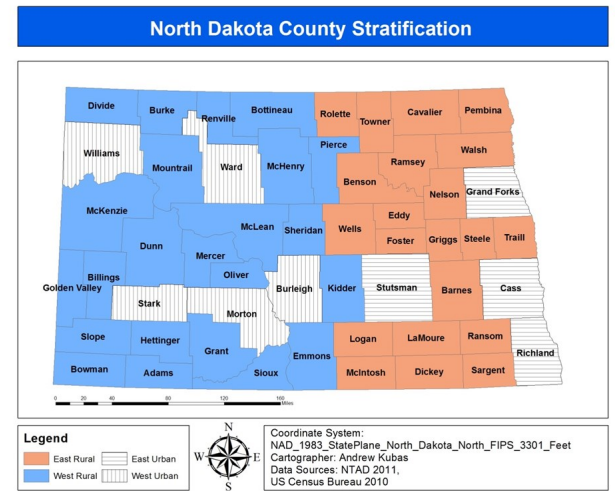 North Dakota County Stratification
Divide
Burke
Renville
Bottineau
Rolette
Towner
Cavalier
Pembina
Williams
Mountrail
Ward
McHenry
Pierce
Benson
Ramsey
Walsh
Nelson
Grand Forks
McKenzie
Dunn
McLean
Sheridan
Wells
Eddy
Foster
Griggs
Steele
Traill
Mercer
Oliver
Golden Valley
Billings
Stark
Morton
Burleigh
Kidder
Stutsman
Barnes
Cass
Slope
Hettinger
Grant
Emmons
Logan
LaMoure
Ransom
Richland
Bowman
Adams
Sioux
McIntosh
Dickey
Sargent
0 20 40 80 120 160
Miles
Legend
East Rural
East Urban
West Rural
West Urban
N
W
E
S
Coordinate System:
NAD_1983_StatePlane_North_Dakota_North_FIPS_3301_Feet
Cartographer: Andrew Kubas
Data Sources: NTAD 2011,
US Census Bureau 2010